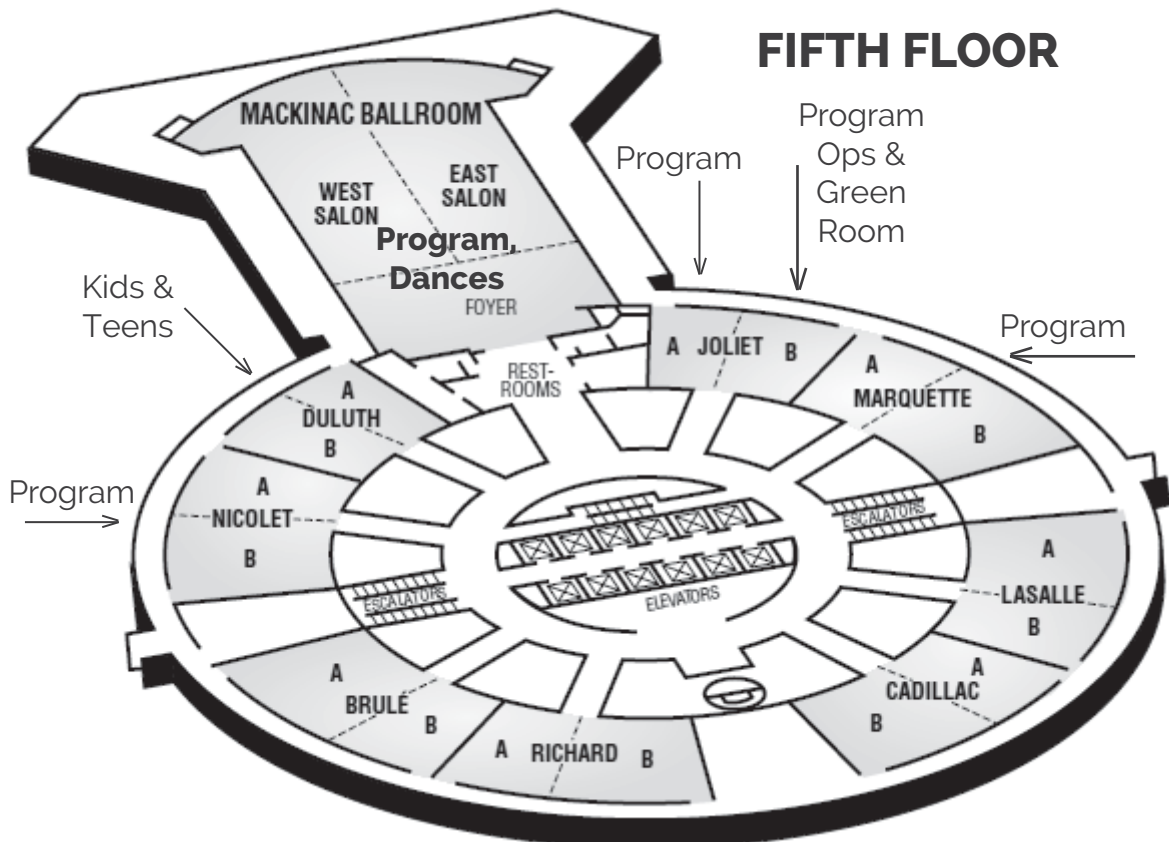 FIFTH FLOOR
MACKINAC BALLROOM
Program
Ops &
Green
Room
Program
EAST
SALON
WEST
SALON
Program,
Dances
FOYER
Kids &
Teens
Program
REST-
ROOMS
A JOLIET B
A
MARQUETTE
B
A
DULUTH
B
Program
A
NICOLET
B
ESCALATORS
ESCALATORS
ELEVATORS
A
LASALLE
B
A
CADILLAC
B
A
BRULE
B
A RICHARD B